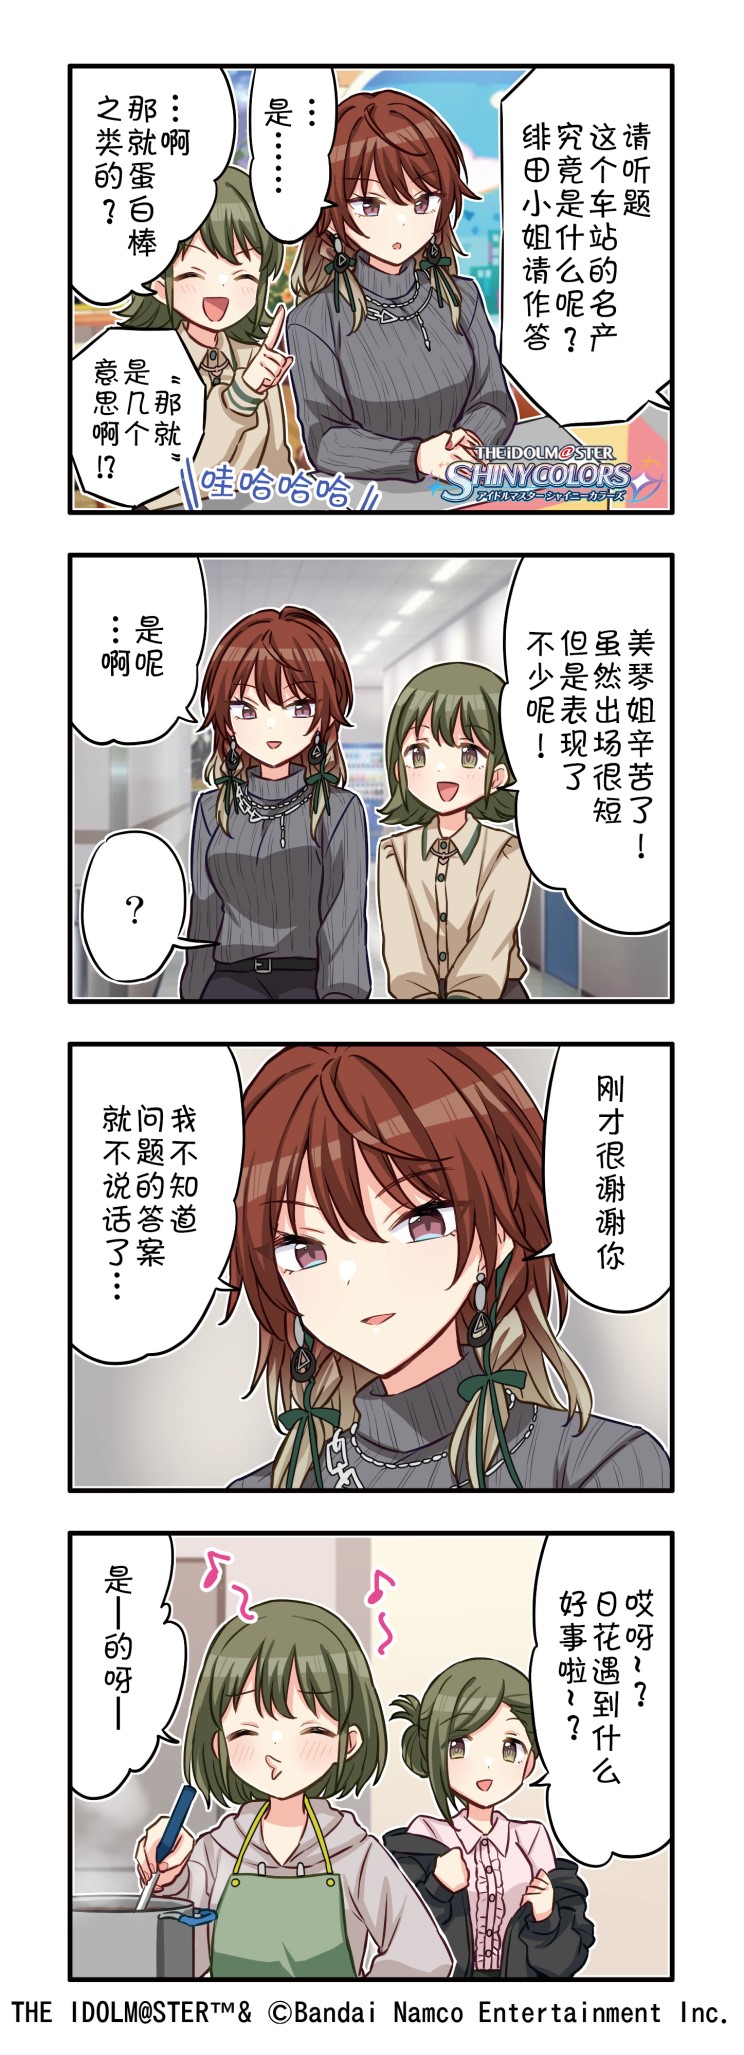 请听题
这个车站的名产
究竟是什么呢？
绯田小姐请作答
…
是……
…啊
那就蛋白棒
之类的？
“那就”
是几个
意思啊!?
哇哈哈哈
THE iDOLM@STER
SHINY COLORS
アイドルマスター シャイニーカラーズ
美琴姐辛苦了！
虽然出场很短
但是表现了
不少呢！
是呢
…啊
？
刚才很谢谢你
我不知道
问题的答案
就不说话了…
哎呀~？
日花遇到什么
好事啦~？
是ー的呀ー
THE IDOLM@STER™& ©Bandai Namco Entertainment Inc.